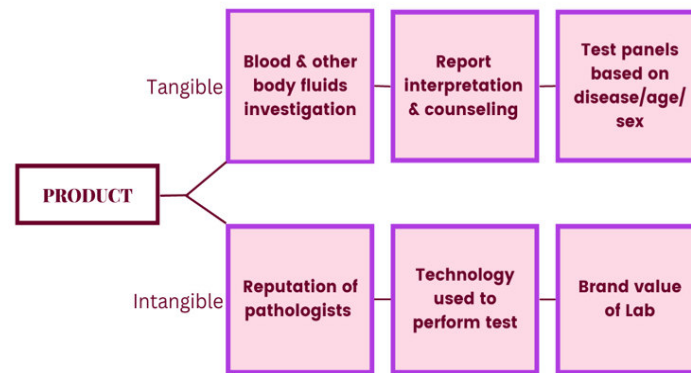 PRODUCT
Tangible
Blood & other
body fluids
investigation
Report
interpretation
& counseling
Test panels
based on
disease/age/
sex
Intangible
Reputation of
pathologists
Technology
used to
perform test
Brand value
of Lab